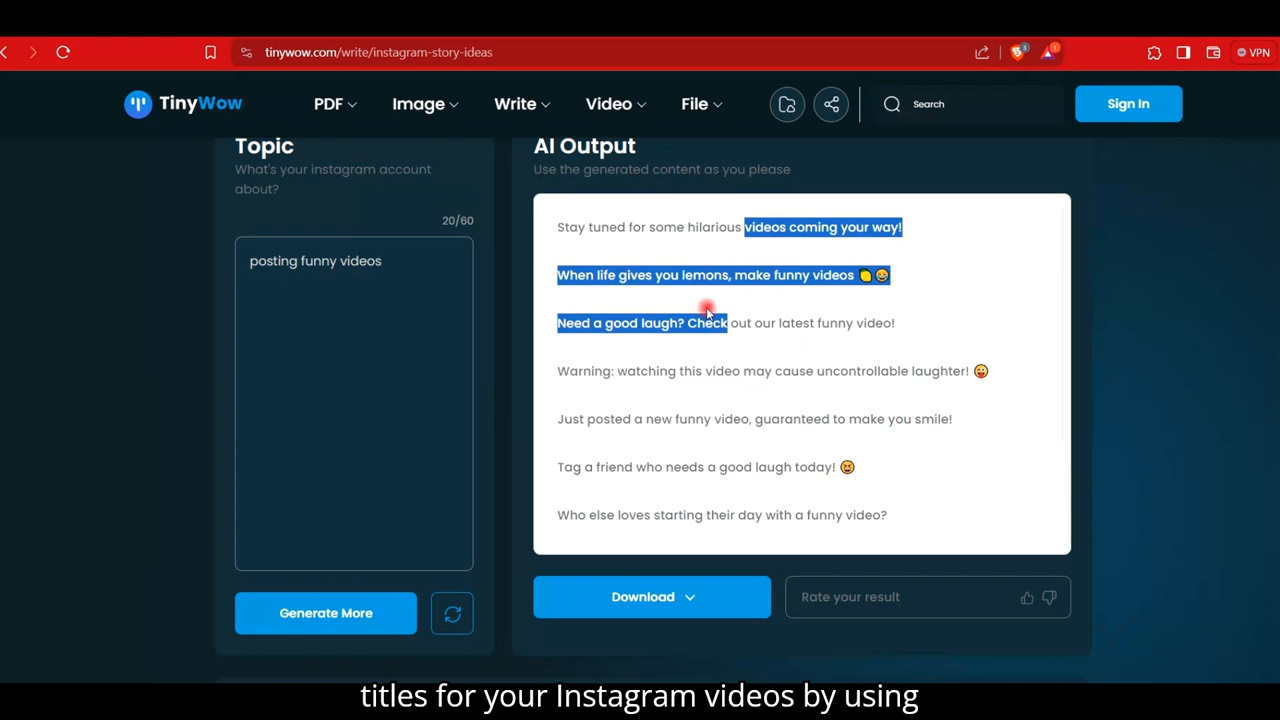 tinywow.com/write/instagram-story-ideas
3
1
VPN
TinyWow
PDF
Image
Write
Video
File
Search
Sign In
Topic
What's your instagram account
about?
20/60
posting funny videos
Generate More
AI Output
Use the generated content as you please
Stay tuned for some hilarious videos coming your way!
When life gives you lemons, make funny videos 🍋😄
Need a good laugh? Check out our latest funny video!
Warning: watching this video may cause uncontrollable laughter! 😜
Just posted a new funny video, guaranteed to make you smile!
Tag a friend who needs a good laugh today! 😆
Who else loves starting their day with a funny video?
Download
Rate your result
titles for your Instagram videos by using